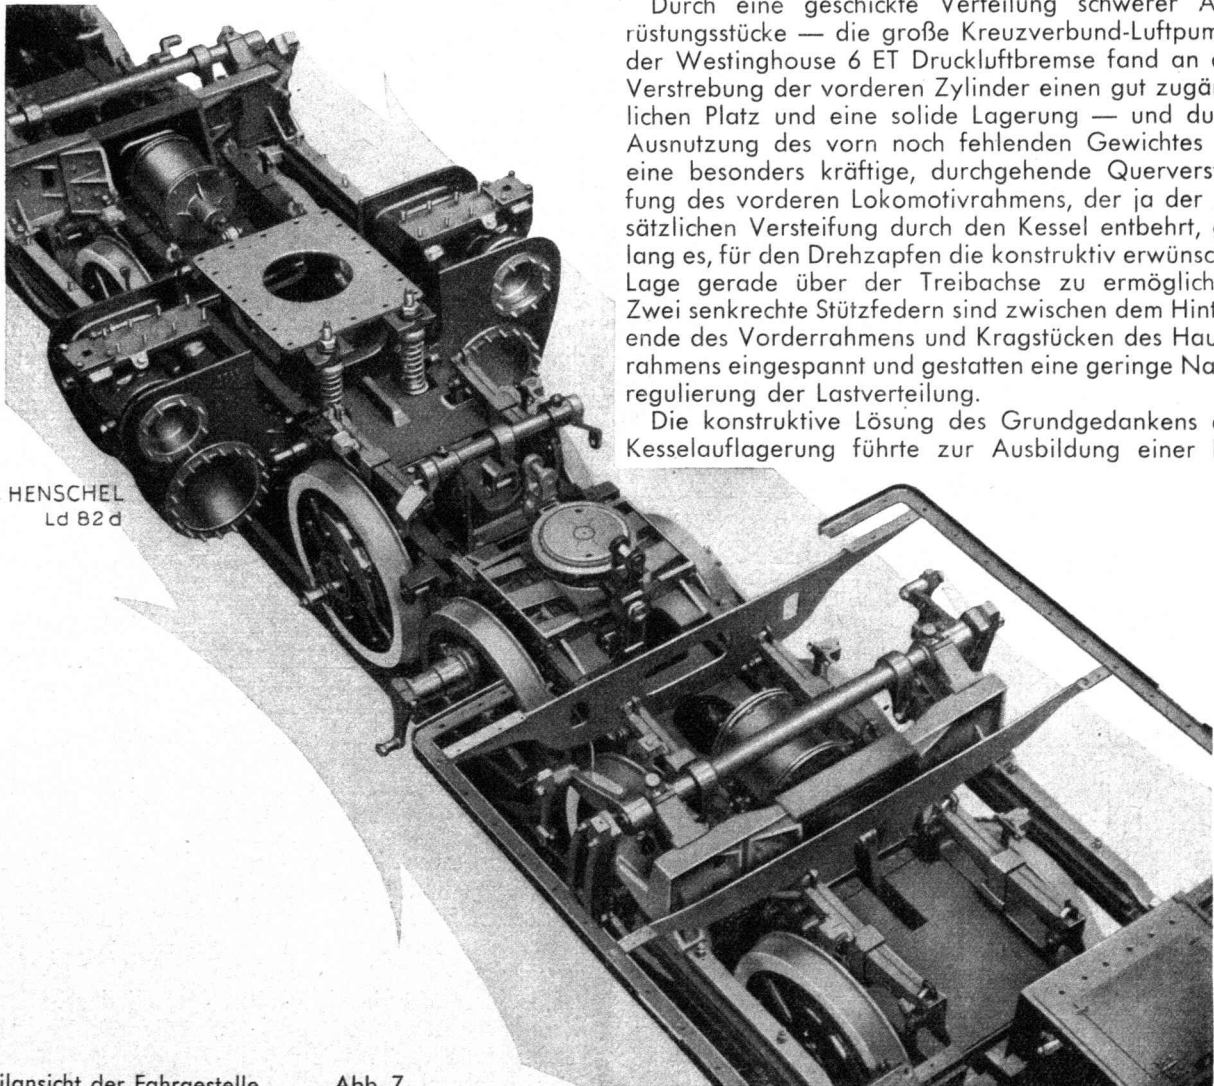 Durch eine geschickte Verteilung schwerer A
rüstungsstücke — die große Kreuzverbund-Luftpum
der Westinghouse 6 ET Druckluftbremse fand an
Verstrebung der vorderen Zylinder einen gut zugä
lichen Platz und eine solide Lagerung — und du
Ausnutzung des vorn noch fehlenden Gewichtes
eine besonders kräftige, durchgehende Querverst
fung des vorderen Lokomotivrahmens, der ja der
sätzlichen Versteifung durch den Kessel entbehrt,
lang es, für den Drehzapfen die konstruktiv erwünsc
Lage gerade über der Treibachse zu ermöglich
Zwei senkrechte Stützfedern sind zwischen dem Hint
ende des Vorderrahmens und Kragstücken des Hau
rahmens eingespannt und gestatten eine geringe Na
regulierung der Lastverteilung.
Die konstruktive Lösung des Grundgedankens
Kesselauflagerung führte zur Ausbildung einer
HENSCHEL
Ld 82d
ilansicht der Fahrgestelle Abb. 7